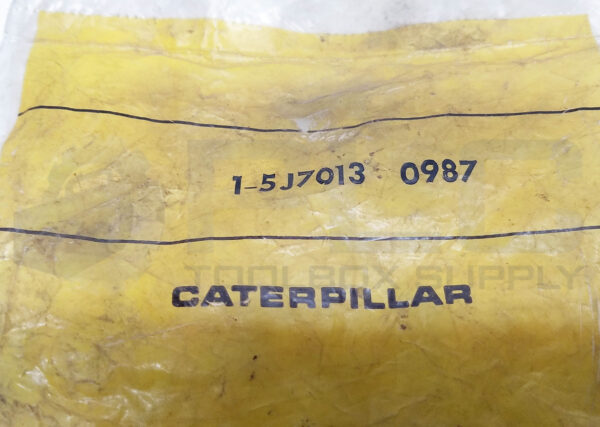 1-5J7013 0987
TOOLBOX SUPPLY
CATERPILLAR